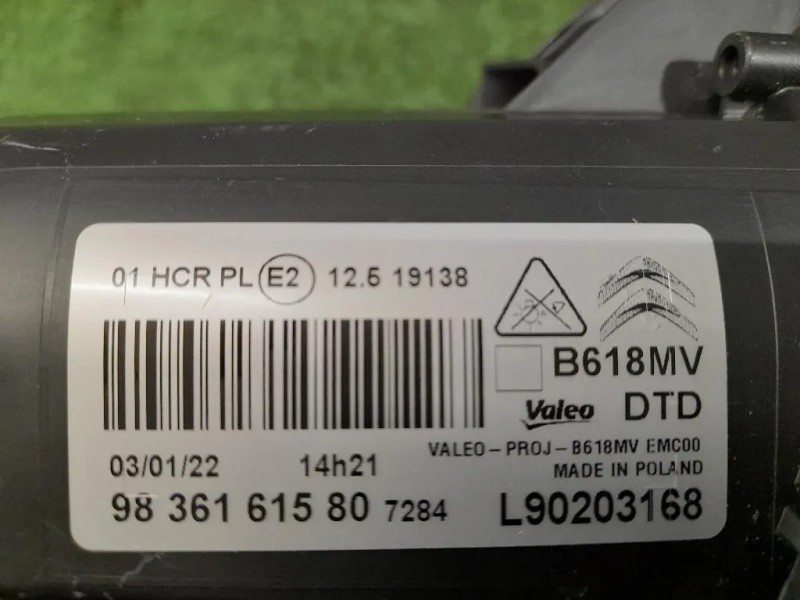 01 HCR PL E2 12.5 19138
B618MV
Valeo DTD
VALEO-PROJ-B618MV EMC00
03/01/22 14h21
MADE IN POLAND
98 361 615 80 7284 L90203168